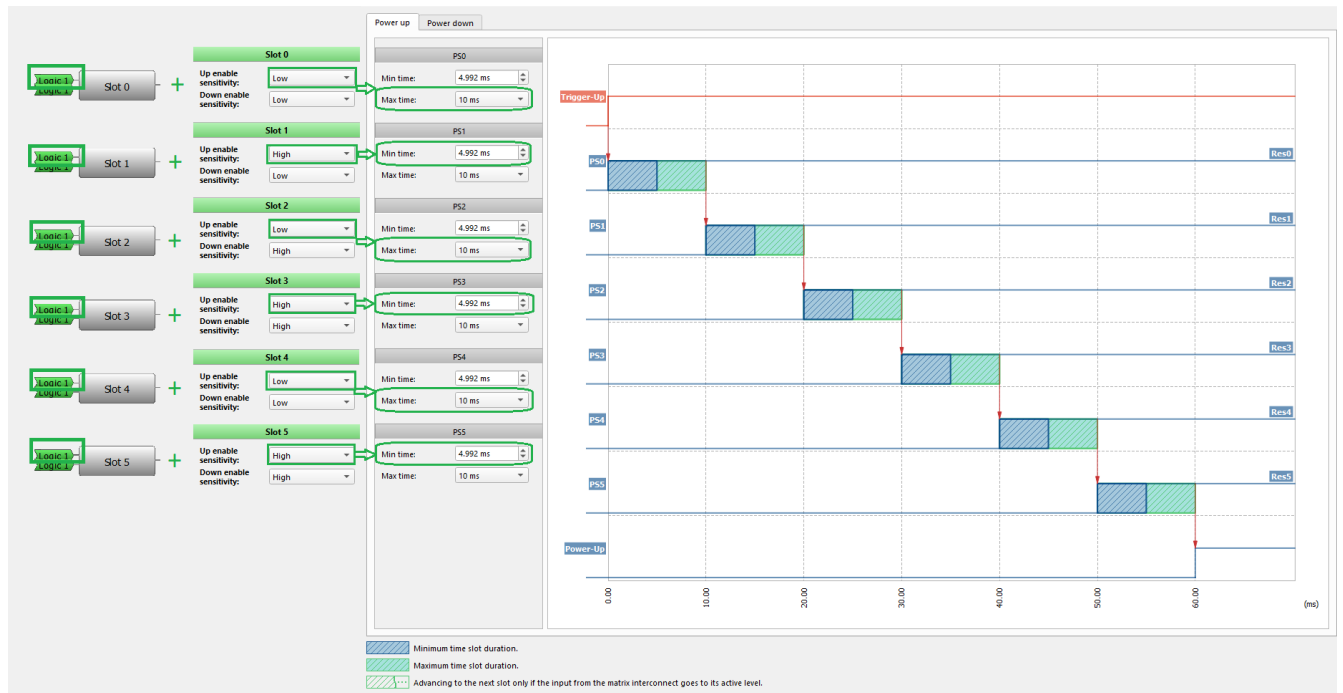 Power up
Power down
Slot 0
Logic 1
Logic 1
Slot 0
+
Up enable
sensitivity:
Low
Down enable
sensitivity:
Low
PS0
Min time:
4.992 ms
Max time:
10 ms
Slot 1
Logic 1
Logic 1
Slot 1
+
Up enable
sensitivity:
High
Down enable
sensitivity:
Low
PS1
Min time:
4.992 ms
Max time:
10 ms
Slot 2
Logic 1
Logic 1
Slot 2
+
Up enable
sensitivity:
Low
Down enable
sensitivity:
High
PS2
Min time:
4.992 ms
Max time:
10 ms
Slot 3
Logic 1
Logic 1
Slot 3
+
Up enable
sensitivity:
High
Down enable
sensitivity:
High
PS3
Min time:
4.992 ms
Max time:
10 ms
Slot 4
Logic 1
Logic 1
Slot 4
+
Up enable
sensitivity:
Low
Down enable
sensitivity:
Low
PS4
Min time:
4.992 ms
Max time:
10 ms
Slot 5
Logic 1
Logic 1
Slot 5
+
Up enable
sensitivity:
High
Down enable
sensitivity:
High
PS5
Min time:
4.992 ms
Max time:
10 ms
Trigger-Up
PS0
Res0
PS1
Res1
PS2
Res2
PS3
Res3
PS4
Res4
PS5
Res5
Power-Up
0.00
10.00
20.00
30.00
40.00
50.00
60.00
(ms)
Minimum time slot duration.
Maximum time slot duration.
Advancing to the next slot only if the input from the matrix interconnect goes to its active level.